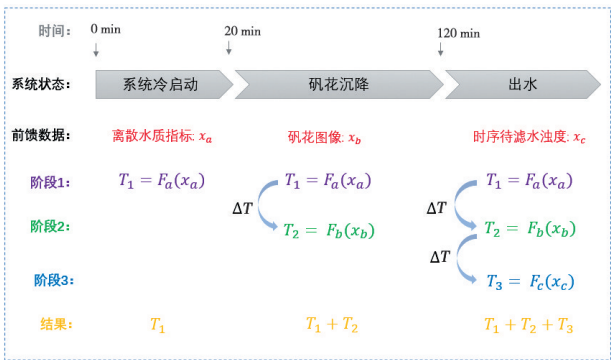 时间: 0 min 20 min 120 min
系统状态: 系统冷启动 矾花沉降 出水
前馈数据: 离散水质指标: x_a 矾花图像: x_b 时序待滤水浊度: x_c
阶段1: T_1 = F_a(x_a) T_1 = F_a(x_a) T_1 = F_a(x_a)
ΔT ΔT
阶段2: T_2 = F_b(x_b) T_2 = F_b(x_b)
ΔT
阶段3: T_3 = F_c(x_c)
结果: T_1 T_1 + T_2 T_1 + T_2 + T_3